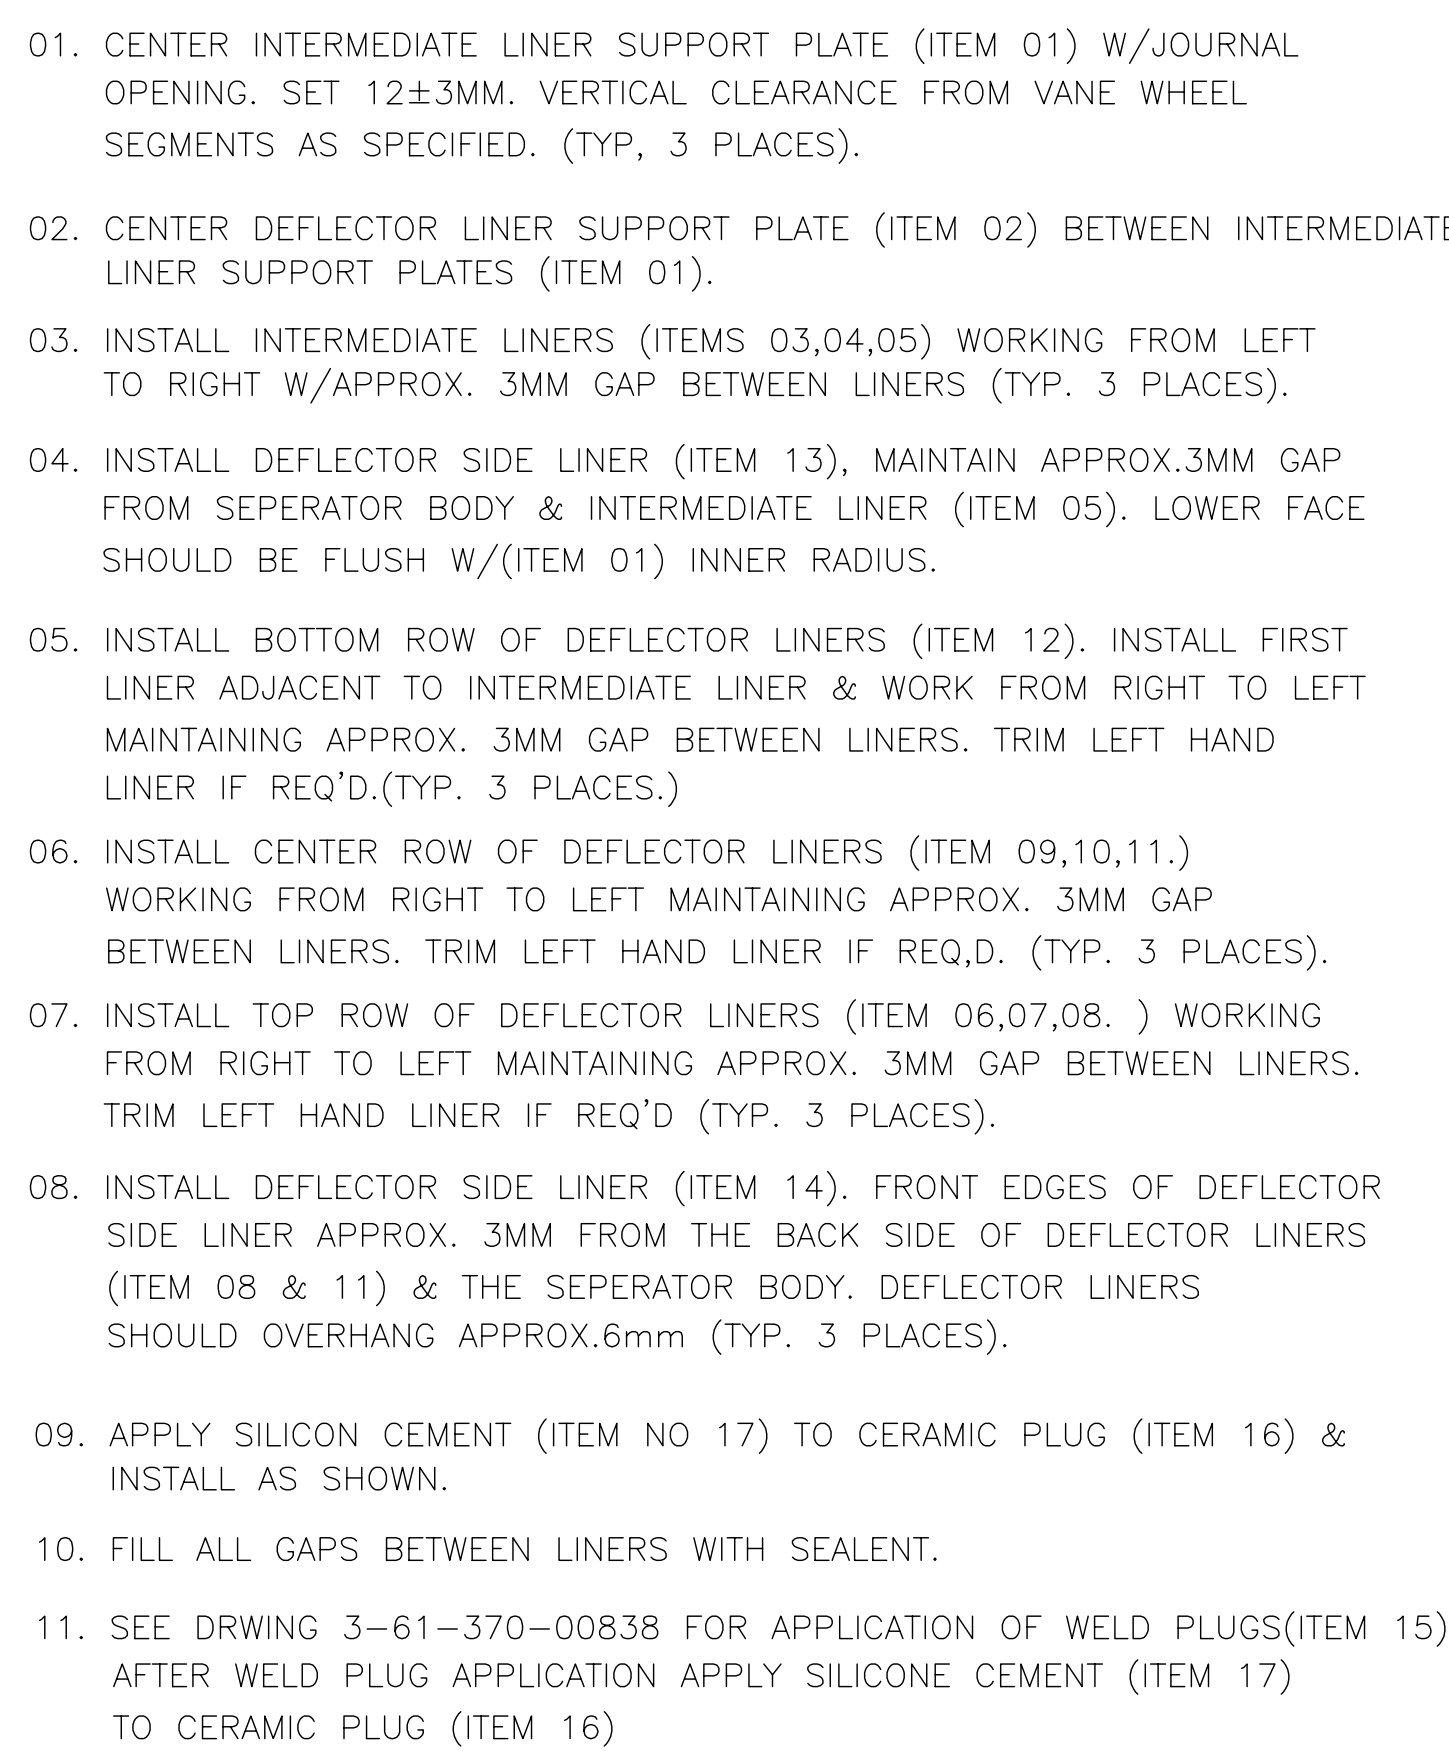 01. CENTER INTERMEDIATE LINER SUPPORT PLATE (ITEM 01) W/JOURNAL
OPENING. SET 12±3MM. VERTICAL CLEARANCE FROM VANE WHEEL
SEGMENTS AS SPECIFIED. (TYP, 3 PLACES).
02. CENTER DEFLECTOR LINER SUPPORT PLATE (ITEM 02) BETWEEN INTERMEDIATE
LINER SUPPORT PLATES (ITEM 01).
03. INSTALL INTERMEDIATE LINERS (ITEMS 03,04,05) WORKING FROM LEFT
TO RIGHT W/APPROX. 3MM GAP BETWEEN LINERS (TYP. 3 PLACES).
04. INSTALL DEFLECTOR SIDE LINER (ITEM 13), MAINTAIN APPROX.3MM GAP
FROM SEPERATOR BODY & INTERMEDIATE LINER (ITEM 05). LOWER FACE
SHOULD BE FLUSH W/(ITEM 01) INNER RADIUS.
05. INSTALL BOTTOM ROW OF DEFLECTOR LINERS (ITEM 12). INSTALL FIRST
LINER ADJACENT TO INTERMEDIATE LINER & WORK FROM RIGHT TO LEFT
MAINTAINING APPROX. 3MM GAP BETWEEN LINERS. TRIM LEFT HAND
LINER IF REQ'D.(TYP. 3 PLACES.)
06. INSTALL CENTER ROW OF DEFLECTOR LINERS (ITEM 09,10,11.)
WORKING FROM RIGHT TO LEFT MAINTAINING APPROX. 3MM GAP
BETWEEN LINERS. TRIM LEFT HAND LINER IF REQ,D. (TYP. 3 PLACES).
07. INSTALL TOP ROW OF DEFLECTOR LINERS (ITEM 06,07,08. ) WORKING
FROM RIGHT TO LEFT MAINTAINING APPROX. 3MM GAP BETWEEN LINERS.
TRIM LEFT HAND LINER IF REQ'D (TYP. 3 PLACES).
08. INSTALL DEFLECTOR SIDE LINER (ITEM 14). FRONT EDGES OF DEFLECTOR
SIDE LINER APPROX. 3MM FROM THE BACK SIDE OF DEFLECTOR LINERS
(ITEM 08 & 11) & THE SEPERATOR BODY. DEFLECTOR LINERS
SHOULD OVERHANG APPROX.6mm (TYP. 3 PLACES).
09. APPLY SILICON CEMENT (ITEM NO 17) TO CERAMIC PLUG (ITEM 16) &
INSTALL AS SHOWN.
10. FILL ALL GAPS BETWEEN LINERS WITH SEALENT.
11. SEE DRWING 3-61-370-00838 FOR APPLICATION OF WELD PLUGS(ITEM 15)
AFTER WELD PLUG APPLICATION APPLY SILICONE CEMENT (ITEM 17)
TO CERAMIC PLUG (ITEM 16)